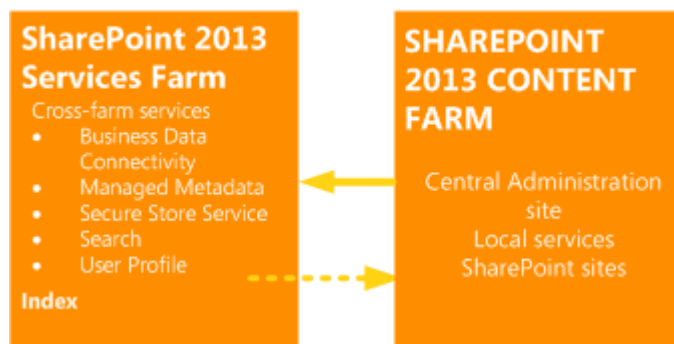 SharePoint 2013
Services Farm
Cross-farm services
• Business Data
Connectivity
• Managed Metadata
• Secure Store Service
• Search
• User Profile
Index
SHAREPOINT
2013 CONTENT
FARM
Central Administration
site
Local services
SharePoint sites